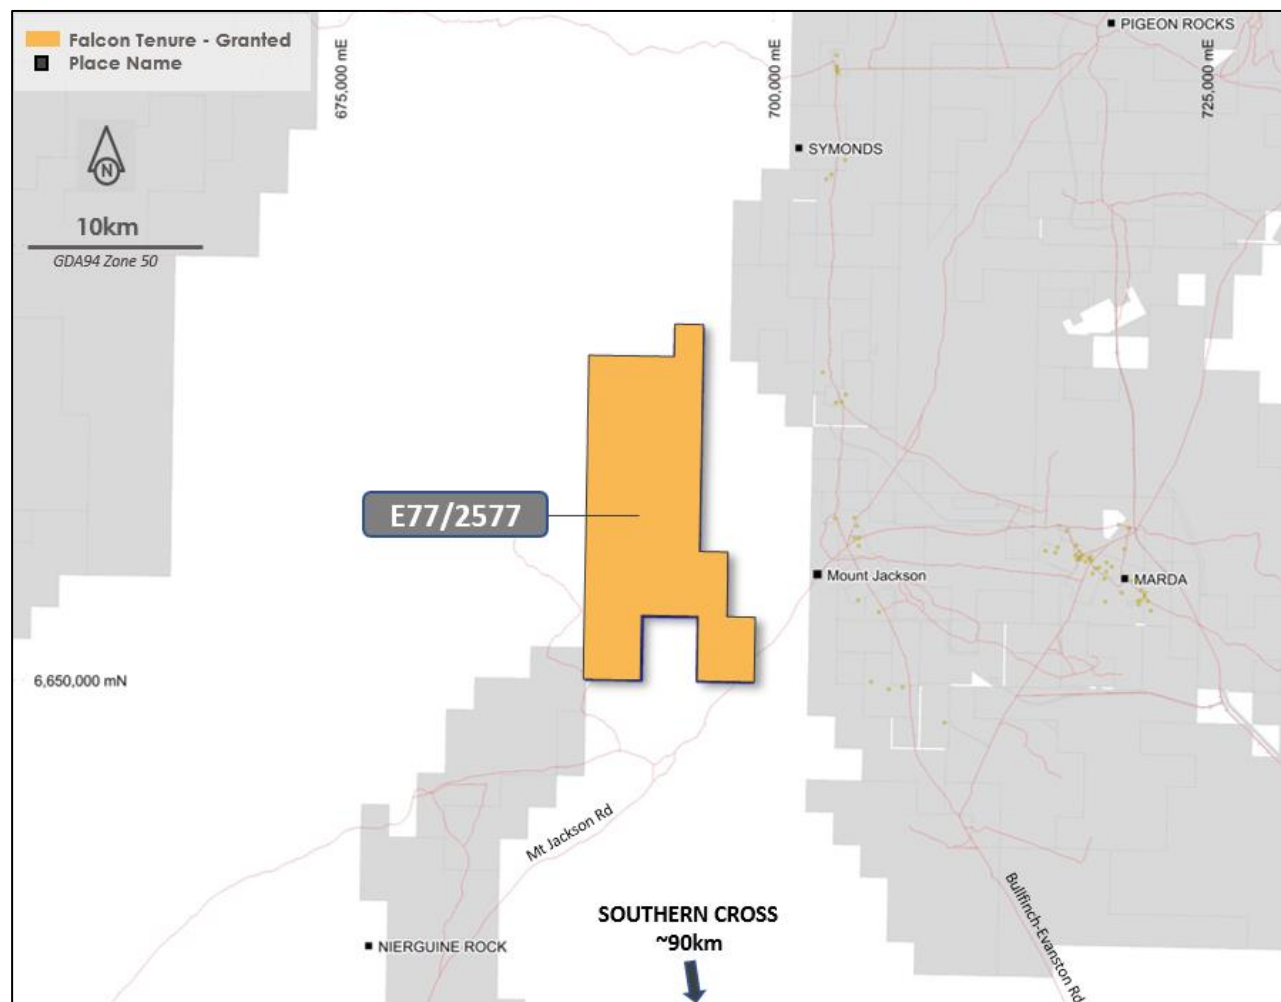 Falcon Tenure - Granted
Place Name
675,000 mE
700,000 mE
725,000 mE
PIGEON ROCKS
SYMONDS
N
10km
GDA94 Zone 50
E77/2577
Mount Jackson
MARDA
6,650,000 mN
Mt Jackson Rd
Bullfinch-Evanston Rd
SOUTHERN CROSS
~90km
NIERGUINE ROCK